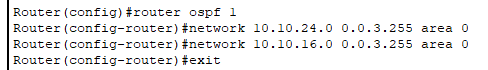 Router(config)#router ospf 1
Router(config-router)#network 10.10.24.0 0.0.3.255 area 0
Router(config-router)#network 10.10.16.0 0.0.3.255 area 0
Router(config-router)#exit